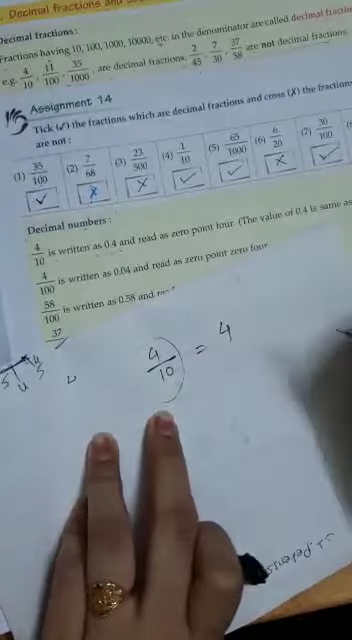 Decimal fractions and
Decimal fractions :
Fractions having 10, 100, 1000, 10000, etc. in the denominator are called decimal fractions
e.g. 4/10, 11/100, 35/1000, are decimal fractions. 2/45, 7/30, 37/58 are not decimal fractions.
Assignment 14
Tick (✓) the fractions which are decimal fractions and cross (X) the fractions
are not :
(1) 35/100 (2) 7/68 (3) 23/500 (4) 1/10 (5) 65/1000 (6) 6/20 (7) 30/100
✓ X X ✓ ✓ X ✓
Decimal numbers :
4/10 is written as 0.4 and read as zero point four. (The value of 0.4 is same as
4/100 is written as 0.04 and read as zero point zero four
58/100 is written as 0.58 and
37
4/10 = 4